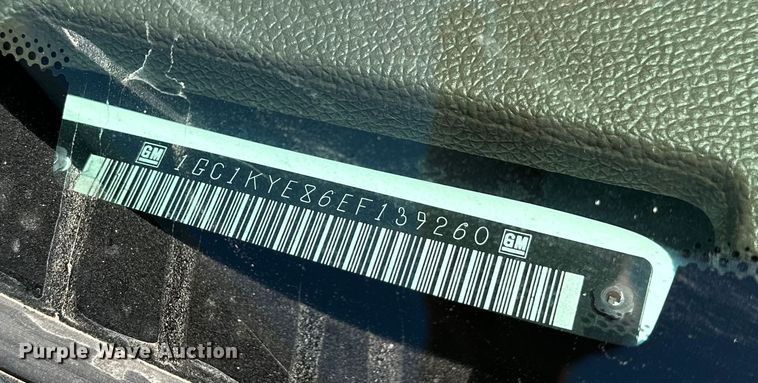 GM 1GC1KYE86EF139260 GM
Purple Wave Auction